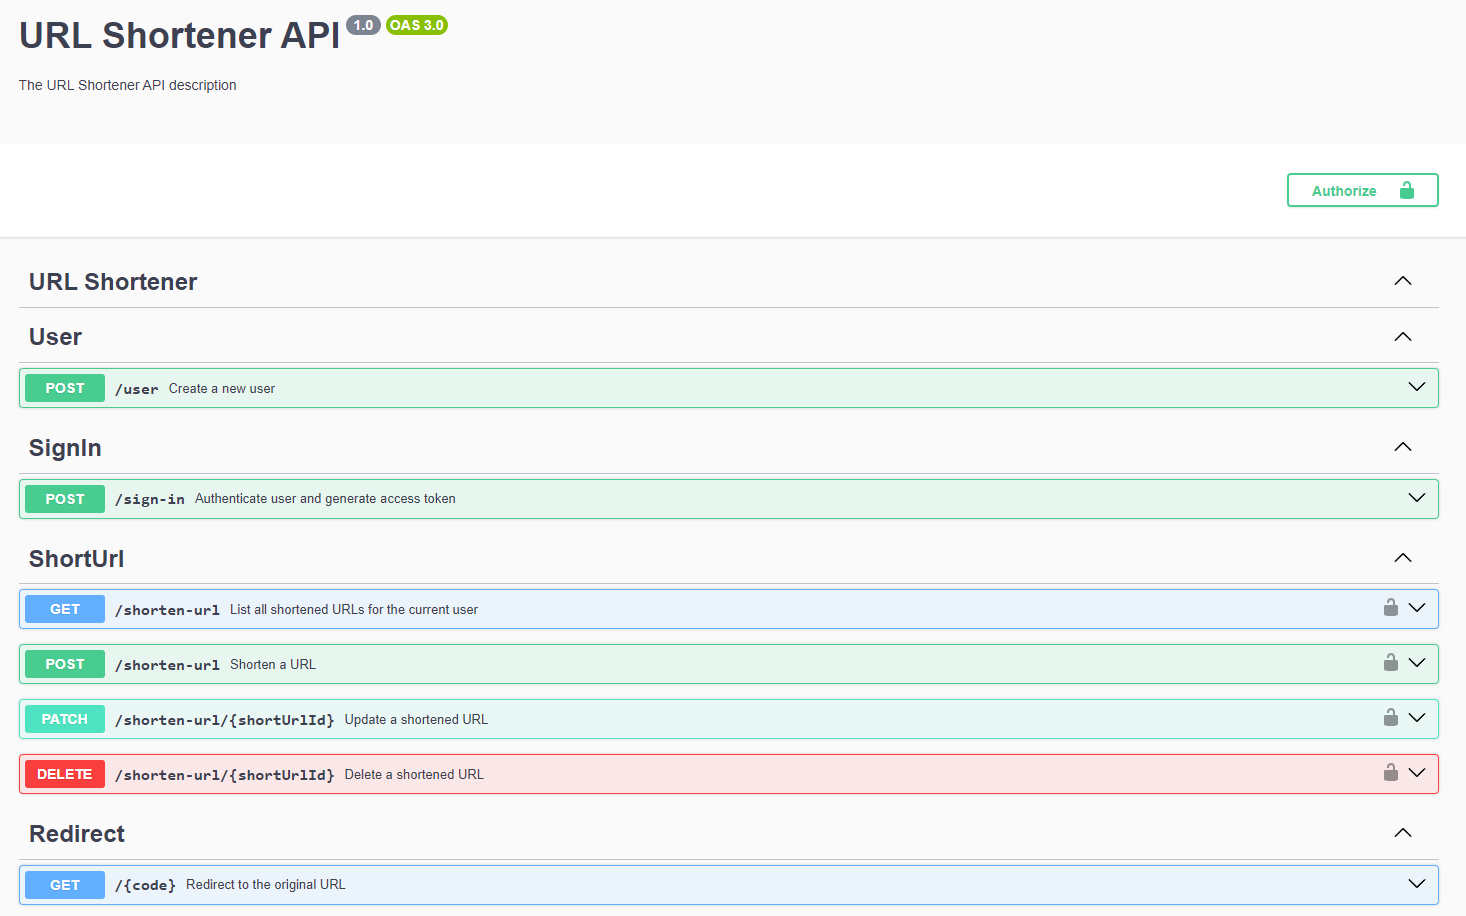 URL Shortener API 1.0 OAS 3.0
The URL Shortener API description
Authorize
URL Shortener
User
POST /user Create a new user
SignIn
POST /sign-in Authenticate user and generate access token
ShortUrl
GET /shorten-url List all shortened URLs for the current user
POST /shorten-url Shorten a URL
PATCH /shorten-url/{shortUrlId} Update a shortened URL
DELETE /shorten-url/{shortUrlId} Delete a shortened URL
Redirect
GET /{code} Redirect to the original URL